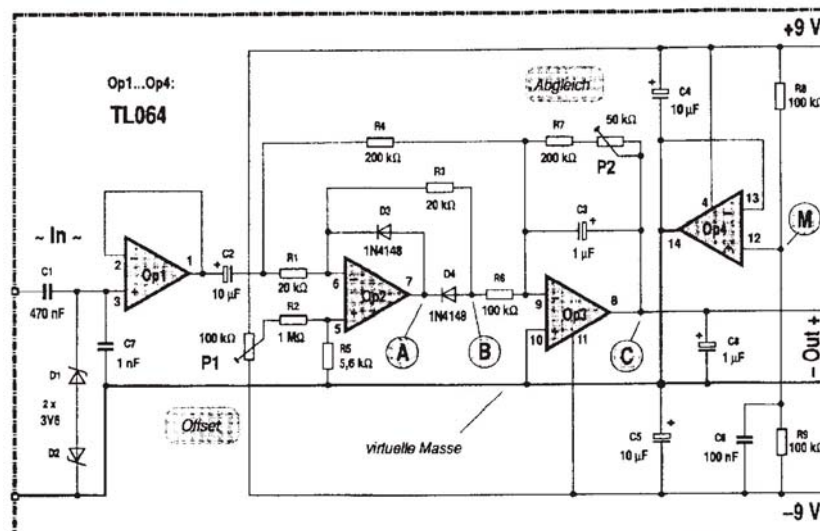 +9 V
Op1...Op4:
TL064
Abgleich
C4
10 µF
R8
100 kΩ
R4
200 kΩ
R7
200 kΩ
50 kΩ
P2
R3
20 kΩ
D3
1N4148
C3
1 µF
4
13
Op4
14
12
M
~ In ~
2
1
Op1
3
C2
10 µF
R1
20 kΩ
6
7
Op2
5
D4
1N4148
R6
100 kΩ
9
8
Op3
10
11
C1
470 nF
R2
1 MΩ
100 kΩ
P1
R5
5,6 kΩ
A
B
C
Out +
–
C7
1 nF
1 µF
D1
2 x
3V6
D2
Offset
virtuelle Masse
C5
10 µF
C6
100 nF
R9
100 kΩ
–9 V